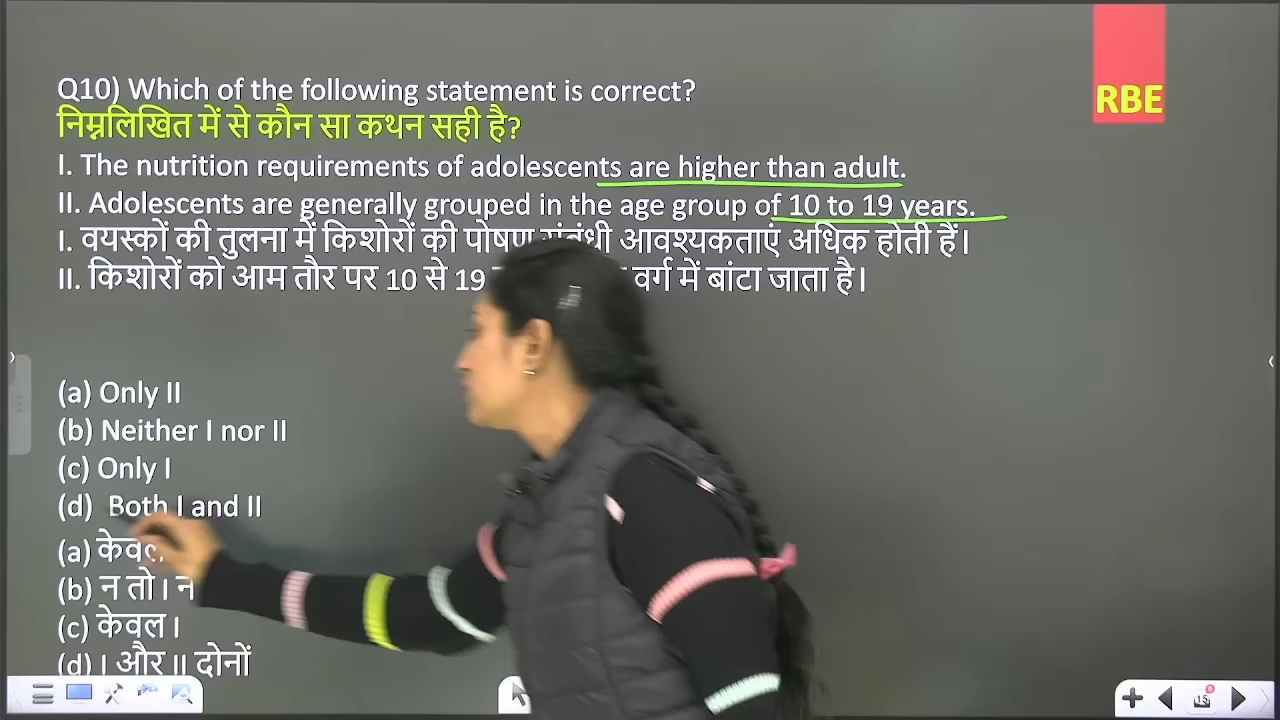 Q10) Which of the following statement is correct?
RBE
निम्नलिखित में से कौन सा कथन सही है?
I. The nutrition requirements of adolescents are higher than adult.
II. Adolescents are generally grouped in the age group of 10 to 19 years.
I. वयस्कों की तुलना में किशोरों की पोषण संबंधी आवश्यकताएं अधिक होती हैं।
II. किशोरों को आम तौर पर 10 से 19 वर्ग में बांटा जाता है।
(a) Only II
(b) Neither I nor II
(c) Only I
(d) Both I and II
(a) केवल
(b) न तो I न
(c) केवल I
(d) I और II दोनों
15